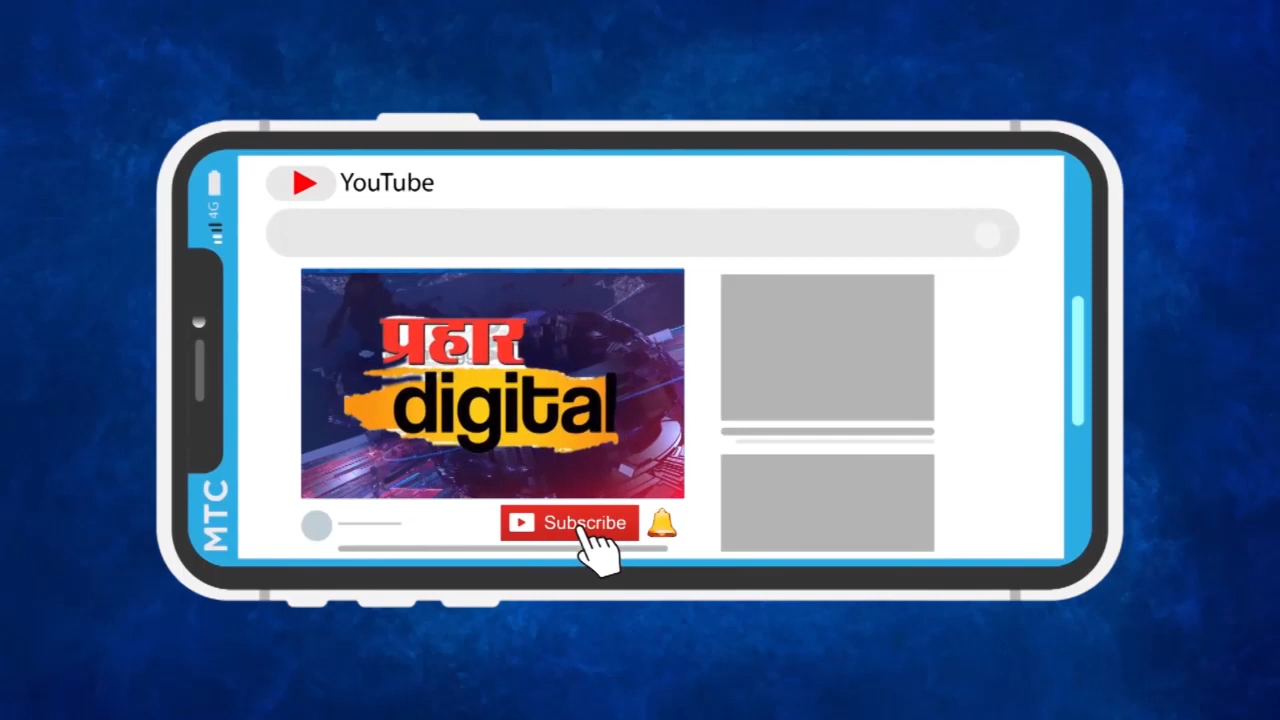 YouTube
4G
प्रहार
digital
Subscribe
MTC